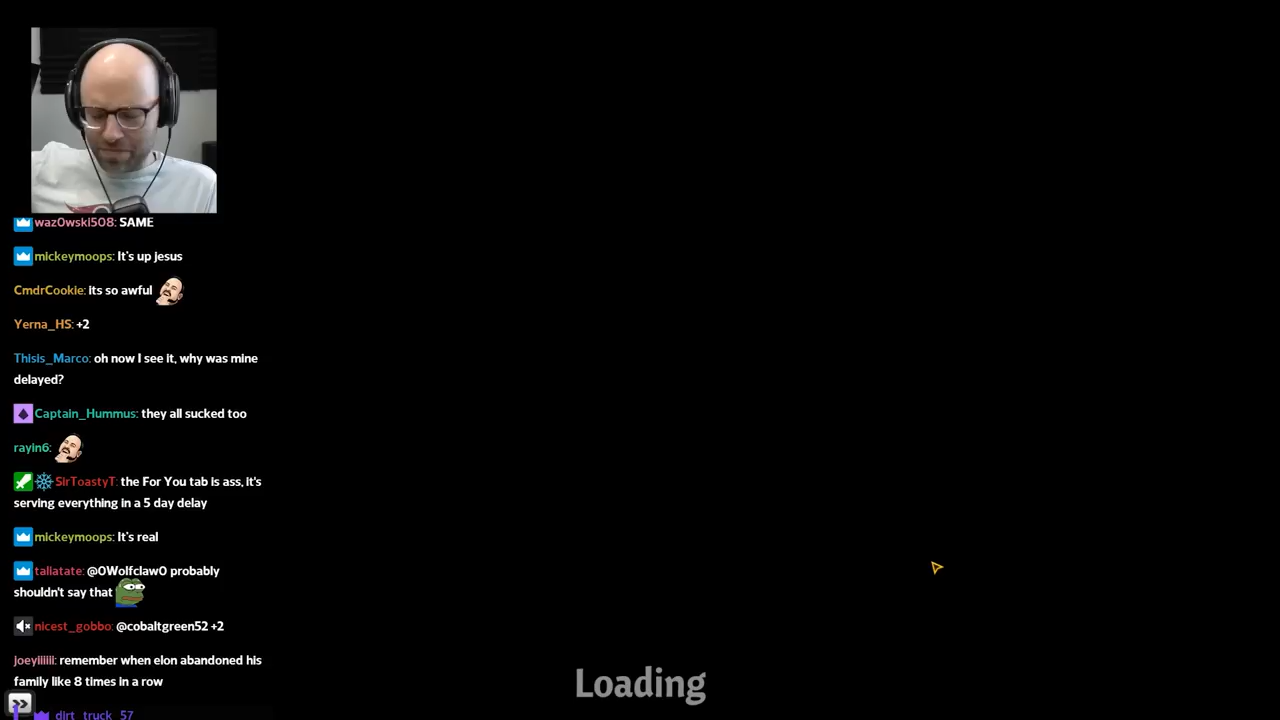 waz0wski508: SAME
mickeymoops: It's up jesus
CmdrCookie: its so awful
Yerna_HS: +2
Thisis_Marco: oh now I see it, why was mine
delayed?
Captain_Hummus: they all sucked too
rayin6:
SirToastyT: the For You tab is ass, it's
serving everything in a 5 day delay
mickeymoops: It's real
tallatate: @0Wolfclaw0 probably
shouldn't say that
nicest_gobbo: @cobaltgreen52 +2
joeyiiiiii: remember when elon abandoned his
family like 8 times in a row
dirt_truck_57
Loading